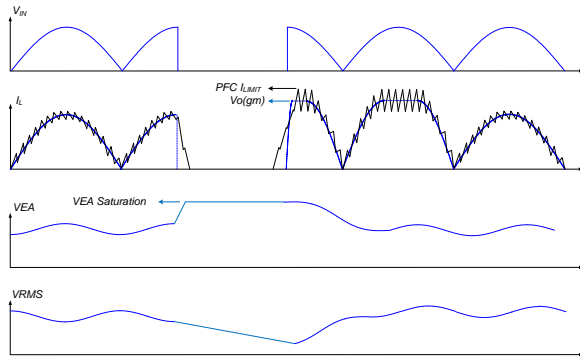 VIN
PFC ILIMIT
IL
Vo(gm)
VEA Saturation
VEA
VRMS